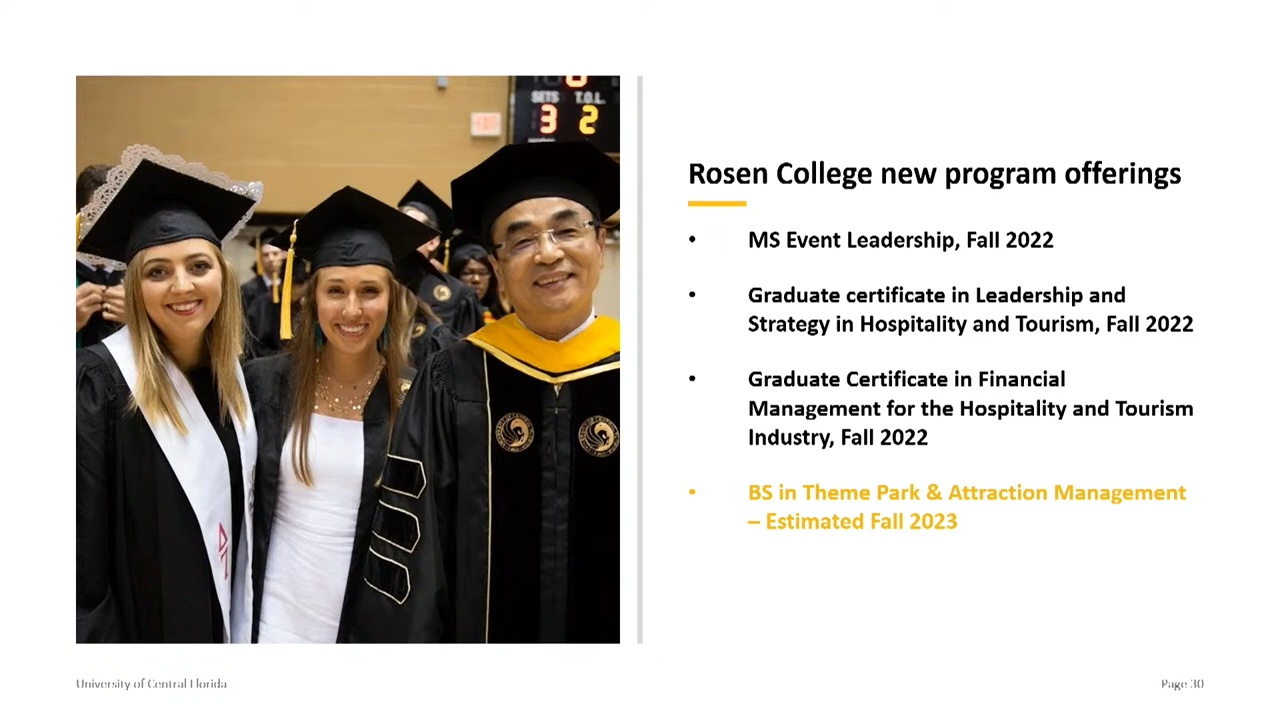 SETS T.O.L.
3 2
Rosen College new program offerings
• MS Event Leadership, Fall 2022
• Graduate certificate in Leadership and
Strategy in Hospitality and Tourism, Fall 2022
• Graduate Certificate in Financial
Management for the Hospitality and Tourism
Industry, Fall 2022
• BS in Theme Park & Attraction Management
– Estimated Fall 2023
University of Central Florida
Page 30